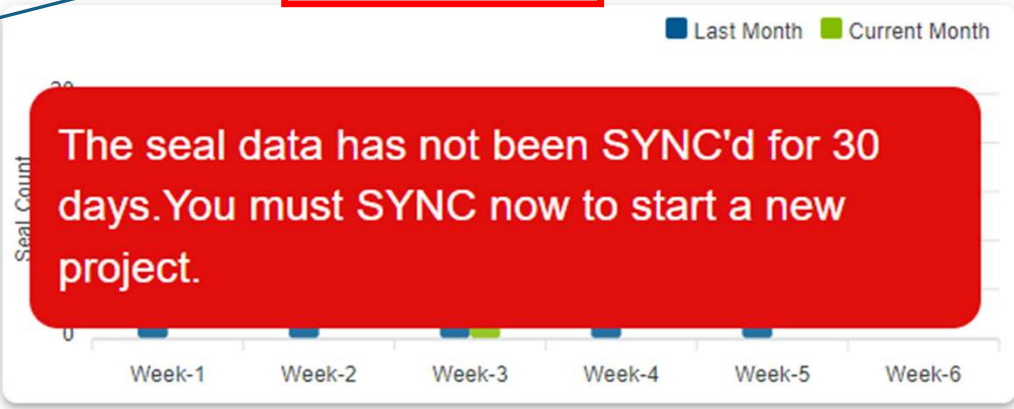 Last Month Current Month
The seal data has not been SYNC'd for 30
days.You must SYNC now to start a new
project.
Seal Count
0
Week-1 Week-2 Week-3 Week-4 Week-5 Week-6